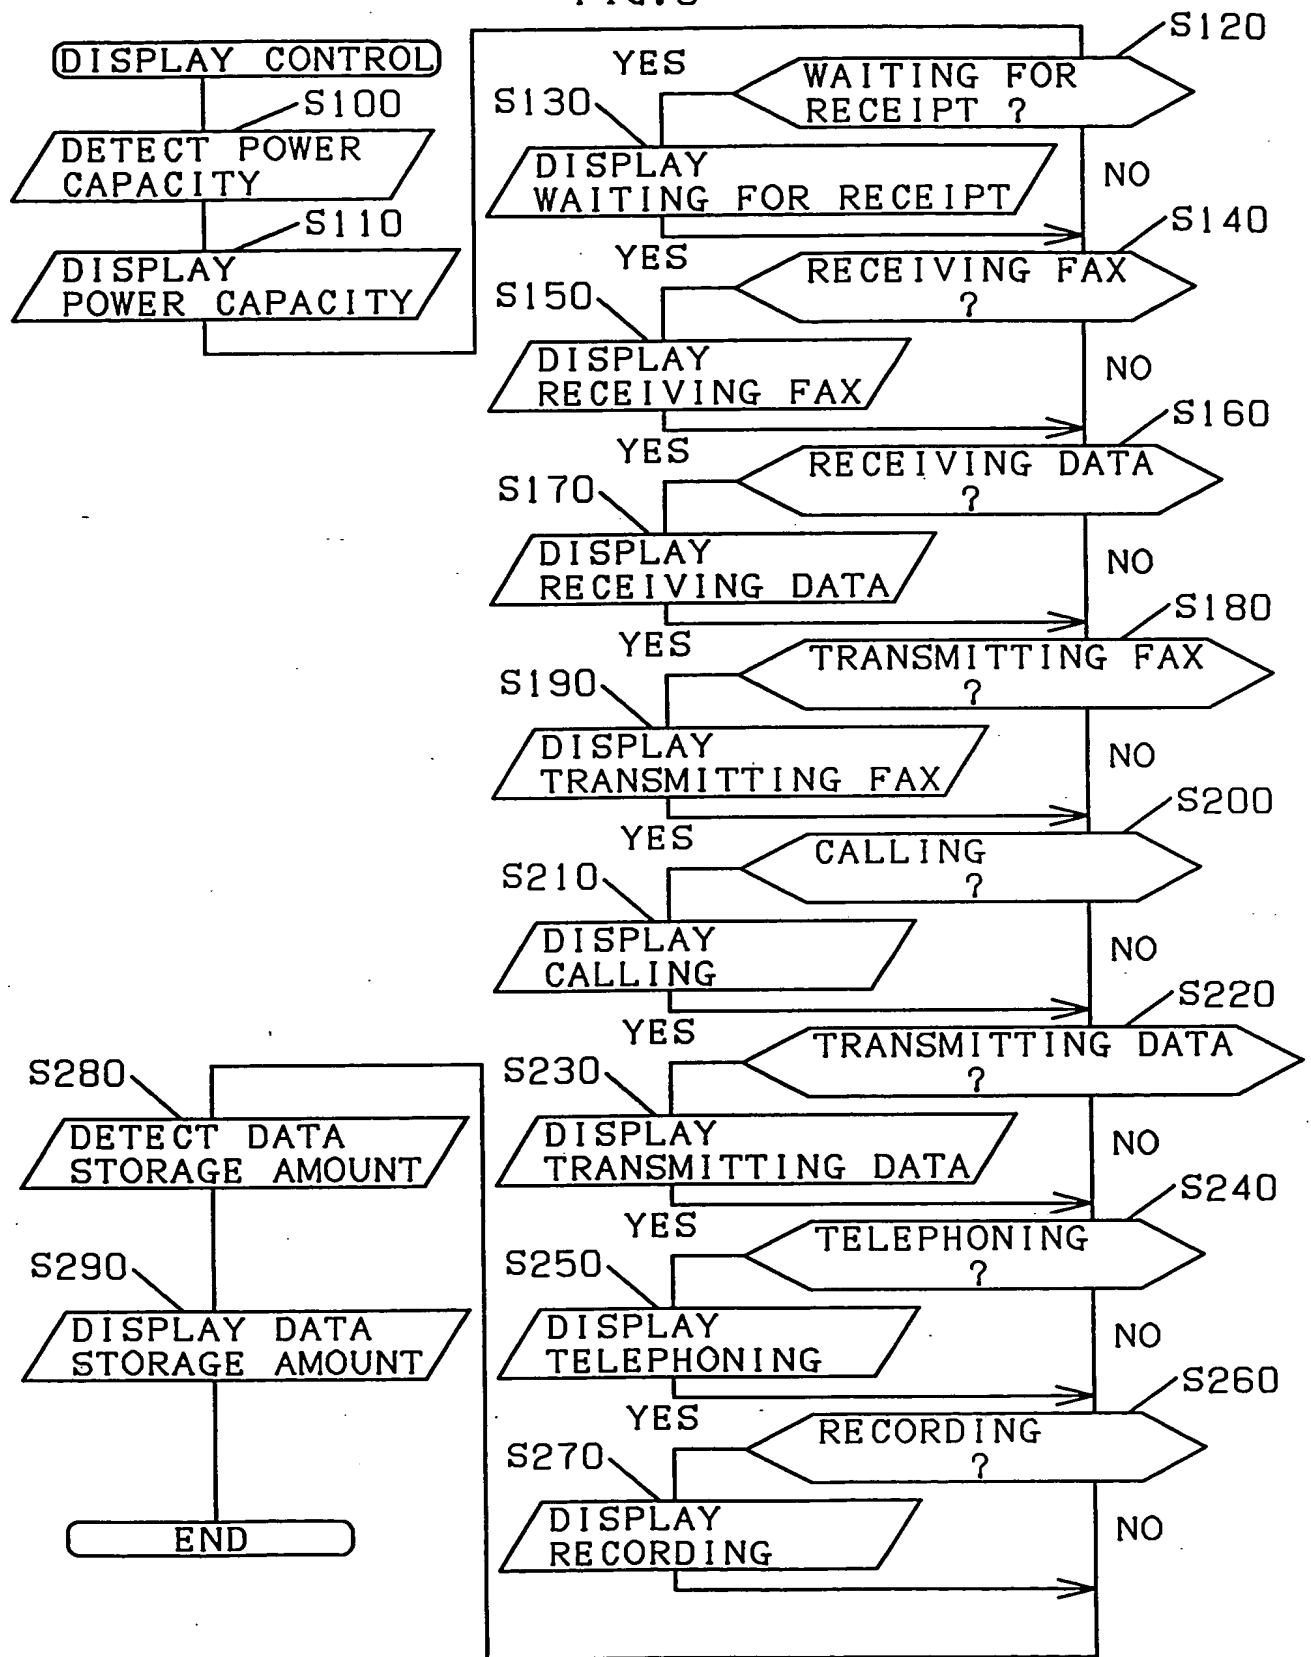 DISPLAY CONTROL
S100
DETECT POWER
CAPACITY
S110
DISPLAY
POWER CAPACITY
S120
WAITING FOR
RECEIPT ?
YES
NO
S130
DISPLAY
WAITING FOR RECEIPT
S140
RECEIVING FAX
?
YES
NO
S150
DISPLAY
RECEIVING FAX
S160
RECEIVING DATA
?
YES
NO
S170
DISPLAY
RECEIVING DATA
S180
TRANSMITTING FAX
?
YES
NO
S190
DISPLAY
TRANSMITTING FAX
S200
CALLING
?
YES
NO
S210
DISPLAY
CALLING
S220
TRANSMITTING DATA
?
YES
NO
S230
DISPLAY
TRANSMITTING DATA
S240
TELEPHONING
?
YES
NO
S250
DISPLAY
TELEPHONING
S260
RECORDING
?
YES
NO
S270
DISPLAY
RECORDING
S280
DETECT DATA
STORAGE AMOUNT
S290
DISPLAY DATA
STORAGE AMOUNT
END